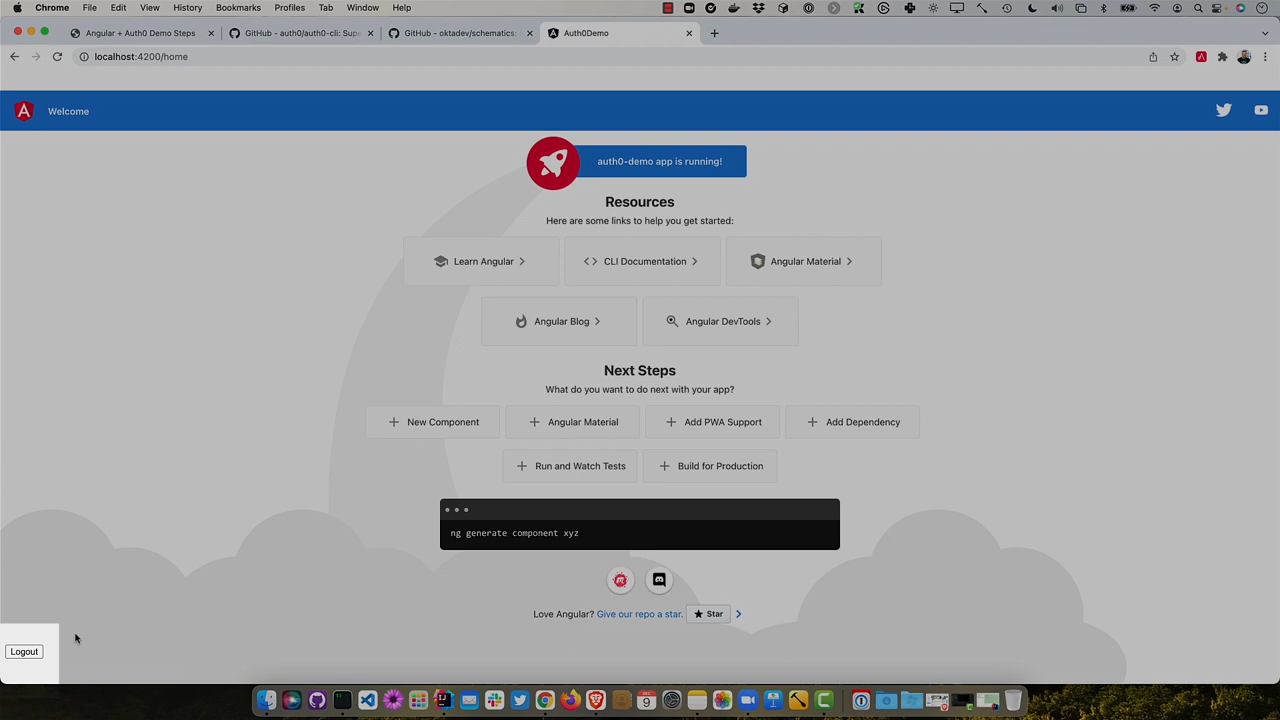 Chrome File Edit View History Bookmarks Profiles Tab Window Help
Angular + Auth0 Demo Steps
GitHub - auth0/auth0-cli: Supe
GitHub - oktadev/schematics:
Auth0Demo
localhost:4200/home
Welcome
auth0-demo app is running!
Resources
Here are some links to help you get started:
Learn Angular
CLI Documentation
Angular Material
Angular Blog
Angular DevTools
Next Steps
What do you want to do next with your app?
New Component
Angular Material
Add PWA Support
Add Dependency
Run and Watch Tests
Build for Production
ng generate component xyz
Love Angular? Give our repo a star. Star
Logout
DEC
9